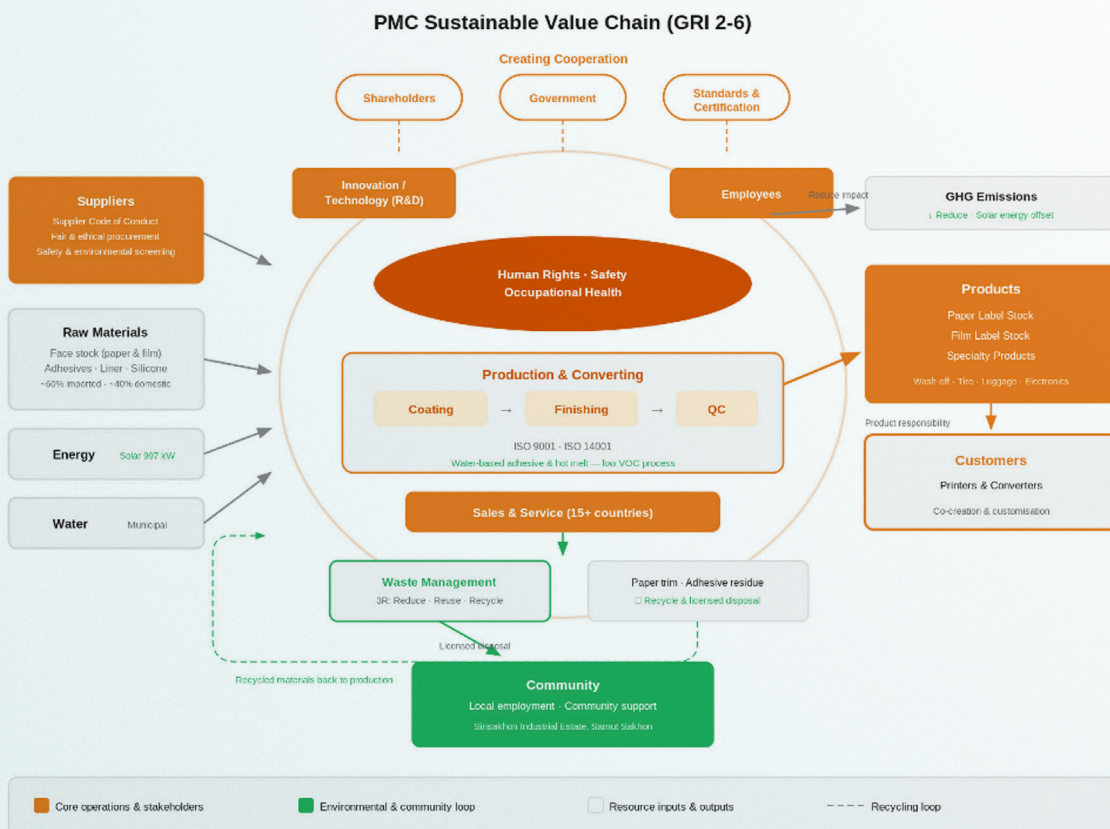 PMC Sustainable Value Chain (GRI 2-6)
Creating Cooperation
Shareholders
Government
Standards &
Certification
Innovation /
Technology (R&D)
Employees
Reduce impact
GHG Emissions
↓ Reduce · Solar energy offset
Suppliers
Supplier Code of Conduct
Fair & ethical procurement
Safety & environmental screening
Human Rights · Safety
Occupational Health
Products
Paper Label Stock
Film Label Stock
Specialty Products
Wash-off · Tire · Luggage · Electronics
Raw Materials
Face stock (paper & film)
Adhesives · Liner · Silicone
~60% imported · ~40% domestic
Production & Converting
Coating → Finishing → QC
ISO 9001 · ISO 14001
Water-based adhesive & hot melt — low VOC process
Product responsibility
Energy Solar 997 kW
Customers
Printers & Converters
Co-creation & customisation
Water Municipal
Sales & Service (15+ countries)
Waste Management
3R: Reduce · Reuse · Recycle
Paper trim · Adhesive residue
Recycle & licensed disposal
Licensed disposal
Recycled materials back to production
Community
Local employment · Community support
Sinsakhon Industrial Estate, Samut Sakhon
Core operations & stakeholders
Environmental & community loop
Resource inputs & outputs
Recycling loop